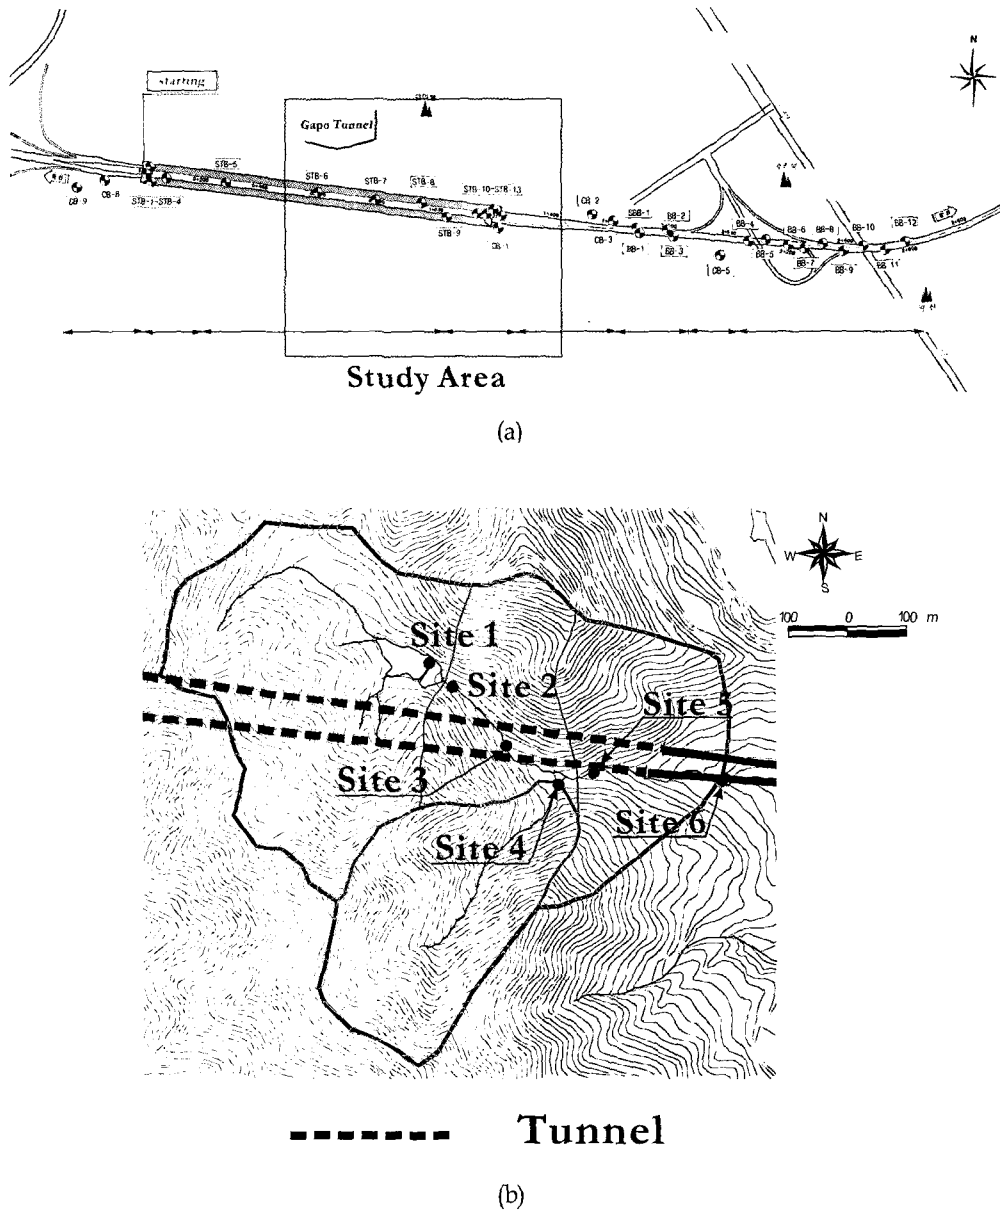 N
starting
Gapo Tunnel
STB-5
STB-6
STB-7
STB-8
STB-10~STB-13
CB-2
SBB-1
BB-2
BB-4
BB-6
BB-8
BB-10
BB-12
CB-9
CB-8
STB-1~STB-4
STB-9
CB-1
CB-3
BB-1
BB-3
CB-5
BB-5
BB-7
BB-9
BB-11
Study Area
(a)
N
W E
S
100 0 100 m
Site 1
Site 2
Site 5
Site 3
Site 4
Site 6
Tunnel
(b)